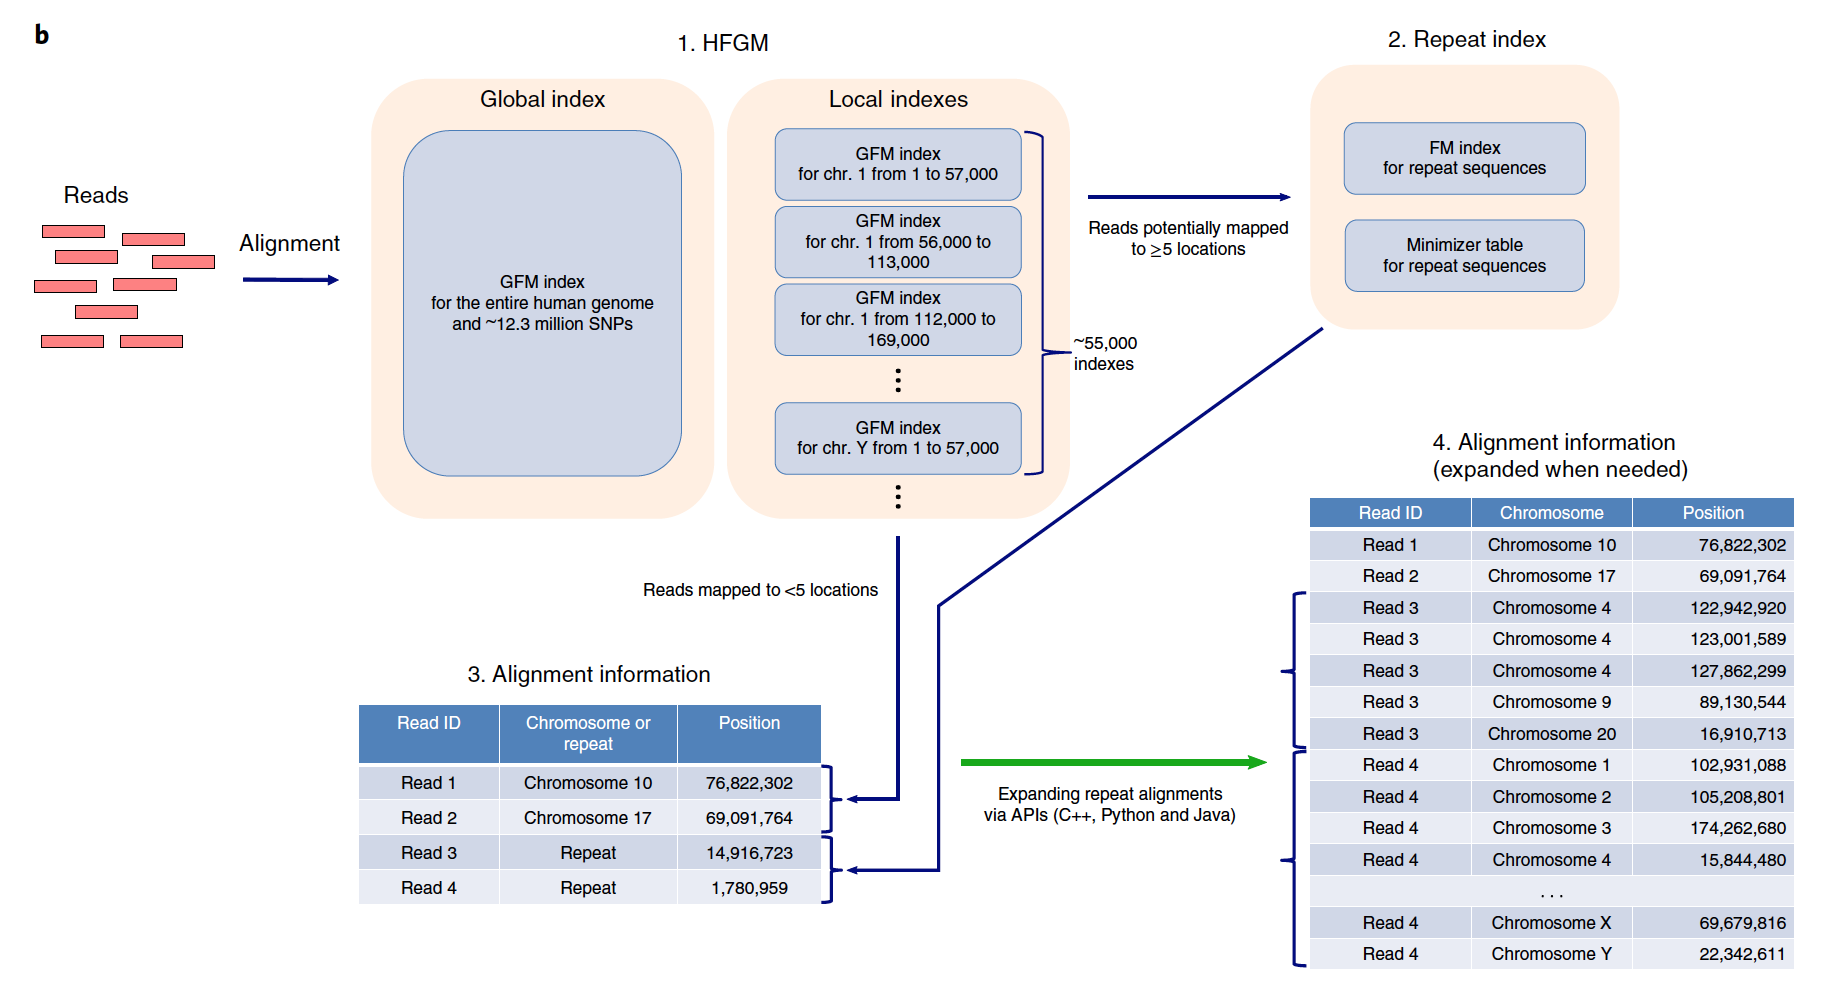 b
1. HFGM
2. Repeat index
Global index
Local indexes
Reads
Alignment
GFM index
for the entire human genome
and ~12.3 million SNPs
GFM index
for chr. 1 from 1 to 57,000
GFM index
for chr. 1 from 56,000 to
113,000
GFM index
for chr. 1 from 112,000 to
169,000
⋮
GFM index
for chr. Y from 1 to 57,000
⋮
~55,000
indexes
Reads potentially mapped
to ≥5 locations
FM index
for repeat sequences
Minimizer table
for repeat sequences
Reads mapped to <5 locations
3. Alignment information
Read ID Chromosome or repeat Position
Read 1 Chromosome 10 76,822,302
Read 2 Chromosome 17 69,091,764
Read 3 Repeat 14,916,723
Read 4 Repeat 1,780,959
Expanding repeat alignments
via APIs (C++, Python and Java)
4. Alignment information
(expanded when needed)
Read ID Chromosome Position
Read 1 Chromosome 10 76,822,302
Read 2 Chromosome 17 69,091,764
Read 3 Chromosome 4 122,942,920
Read 3 Chromosome 4 123,001,589
Read 3 Chromosome 4 127,862,299
Read 3 Chromosome 9 89,130,544
Read 3 Chromosome 20 16,910,713
Read 4 Chromosome 1 102,931,088
Read 4 Chromosome 2 105,208,801
Read 4 Chromosome 3 174,262,680
Read 4 Chromosome 4 15,844,480
...
Read 4 Chromosome X 69,679,816
Read 4 Chromosome Y 22,342,611